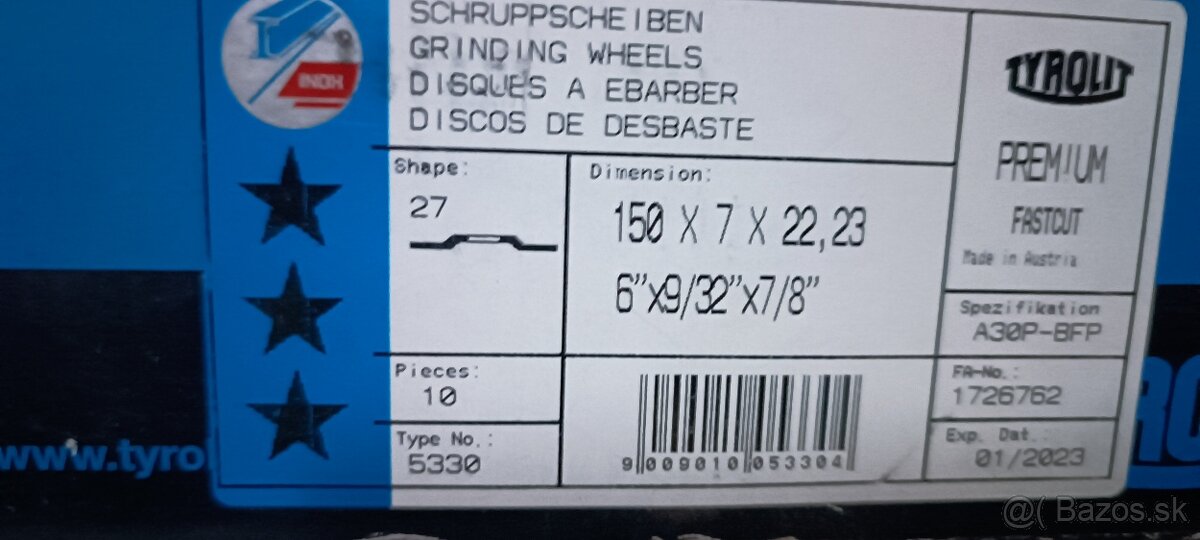 INOX
SCHRUPPSCHEIBEN
GRINDING WHEELS
DISQUES A EBARBER
DISCOS DE DESBASTE
TYROLIT
PREMIUM
FASTCUT
Made in Austria
Shape:
27
Dimension:
150 X 7 X 22,23
6”x9/32”x7/8”
Spezifikation
A30P-BFP
Pieces:
10
FA-No.:
1726762
Type No.:
5330
9 009010 053304
Exp. Dat.:
01/2023
www.tyrol
@( Bazos.sk